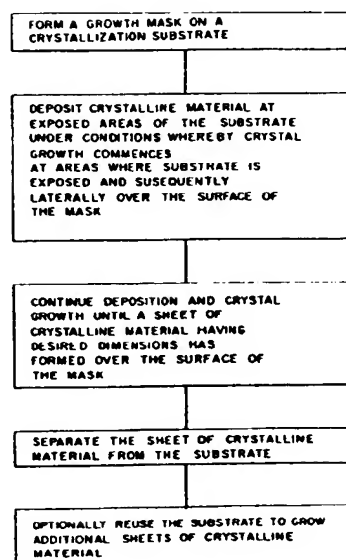 FORM A GROWTH MASK ON A
CRYSTALLIZATION SUBSTRATE
DEPOSIT CRYSTALLINE MATERIAL AT
EXPOSED AREAS OF THE SUBSTRATE
UNDER CONDITIONS WHEREBY CRYSTAL
GROWTH COMMENCES
AT AREAS WHERE SUBSTRATE IS
EXPOSED AND SUSEQUENTLY
LATERALLY OVER THE SURFACE OF
THE MASK
CONTINUE DEPOSITION AND CRYSTAL
GROWTH UNTIL A SHEET OF
CRYSTALLINE MATERIAL HAVING
DESIRED DIMENSIONS HAS
FORMED OVER THE SURFACE OF
THE MASK
SEPARATE THE SHEET OF CRYSTALLINE
MATERIAL FROM THE SUBSTRATE
OPTIONALLY REUSE THE SUBSTRATE TO GROW
ADDITIONAL SHEETS OF CRYSTALLINE
MATERIAL